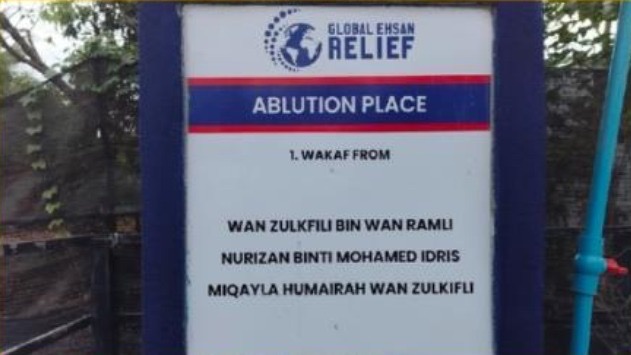 GLOBAL EHSAN
RELIEF
ABLUTION PLACE
1. WAKAF FROM
WAN ZULKFILI BIN WAN RAMLI
NURIZAN BINTI MOHAMED IDRIS
MIQAYLA HUMAIRAH WAN ZULKIFLI